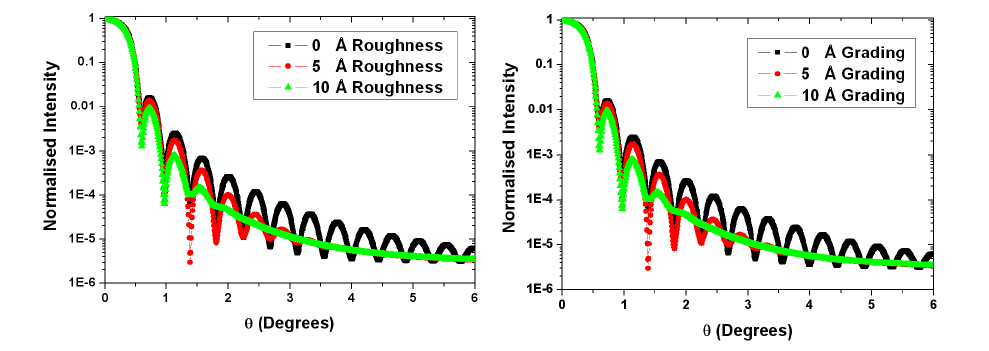 1
0.1
0.01
1E-3
1E-4
1E-5
1E-6
Normalised Intensity
0 Å Roughness
5 Å Roughness
10 Å Roughness
0 1 2 3 4 5 6
θ (Degrees)
1
0.1
0.01
1E-3
1E-4
1E-5
1E-6
Normalised Intensity
0 Å Grading
5 Å Grading
10 Å Grading
0 1 2 3 4 5 6
θ (Degrees)